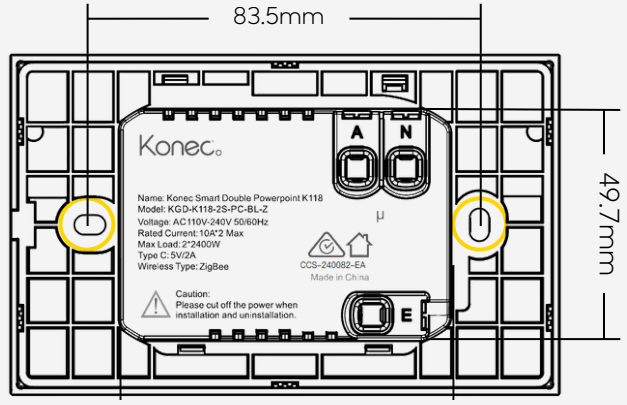 83.5mm
A N
Konec
Name: Konec Smart Double Powerpoint K118
Model: KGD-K118-2S-PC-BL-Z
Voltage: AC110V-240V 50/60Hz
Rated Current: 10A*2 Max
Max Load: 2*2400W
Type C: 5V/2A
Wireless Type: ZigBee
μ
CCS-240082-EA
Made in China
Caution:
Please cut off the power when
installation and uninstallation.
E
49.7mm